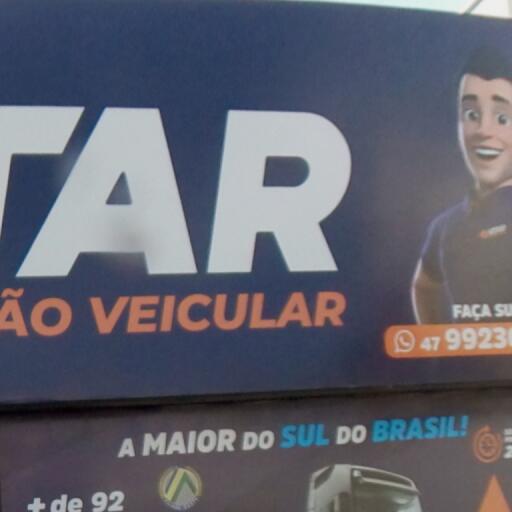 TAR
ÃO VEICULAR
FAÇA SU
47 9923
A MAIOR DO SUL DO BRASIL!
+ de 92